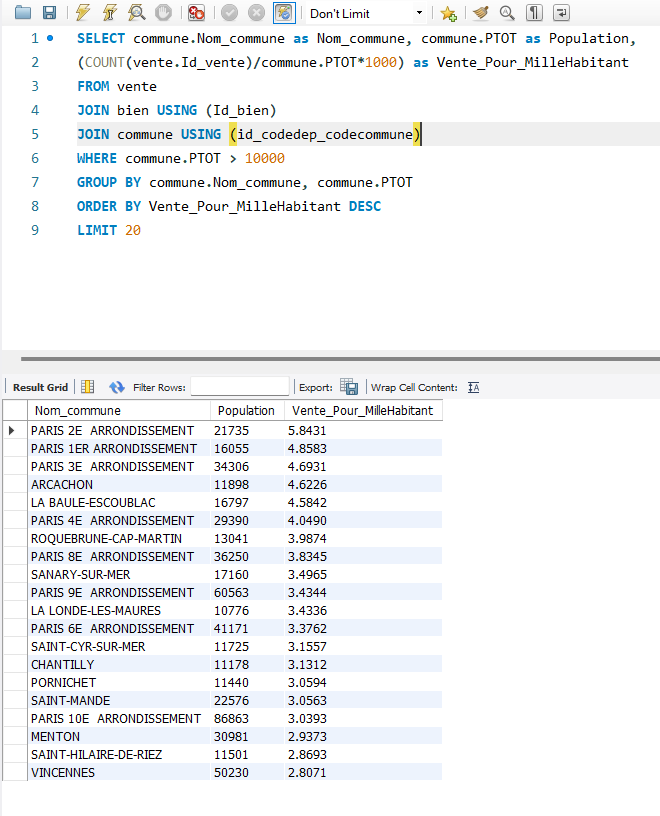 Don't Limit
1 SELECT commune.Nom_commune as Nom_commune, commune.PTOT as Population,
2 (COUNT(vente.Id_vente)/commune.PTOT*1000) as Vente_Pour_MilleHabitant
3 FROM vente
4 JOIN bien USING (Id_bien)
5 JOIN commune USING (id_codedep_codecommune)
6 WHERE commune.PTOT > 10000
7 GROUP BY commune.Nom_commune, commune.PTOT
8 ORDER BY Vente_Pour_MilleHabitant DESC
9 LIMIT 20
Result Grid Filter Rows: Export: Wrap Cell Content: IA
Nom_commune Population Vente_Pour_MilleHabitant
PARIS 2E  ARRONDISSEMENT 21735 5.8431
PARIS 1ER ARRONDISSEMENT 16055 4.8583
PARIS 3E  ARRONDISSEMENT 34306 4.6931
ARCACHON 11898 4.6226
LA BAULE-ESCOUBLAC 16797 4.5842
PARIS 4E  ARRONDISSEMENT 29390 4.0490
ROQUEBRUNE-CAP-MARTIN 13041 3.9874
PARIS 8E  ARRONDISSEMENT 36250 3.8345
SANARY-SUR-MER 17160 3.4965
PARIS 9E  ARRONDISSEMENT 60563 3.4344
LA LONDE-LES-MAURES 10776 3.4336
PARIS 6E  ARRONDISSEMENT 41171 3.3762
SAINT-CYR-SUR-MER 11725 3.1557
CHANTILLY 11178 3.1312
PORNICHET 11440 3.0594
SAINT-MANDE 22576 3.0563
PARIS 10E  ARRONDISSEMENT 86863 3.0393
MENTON 30981 2.9373
SAINT-HILAIRE-DE-RIEZ 11501 2.8693
VINCENNES 50230 2.8071